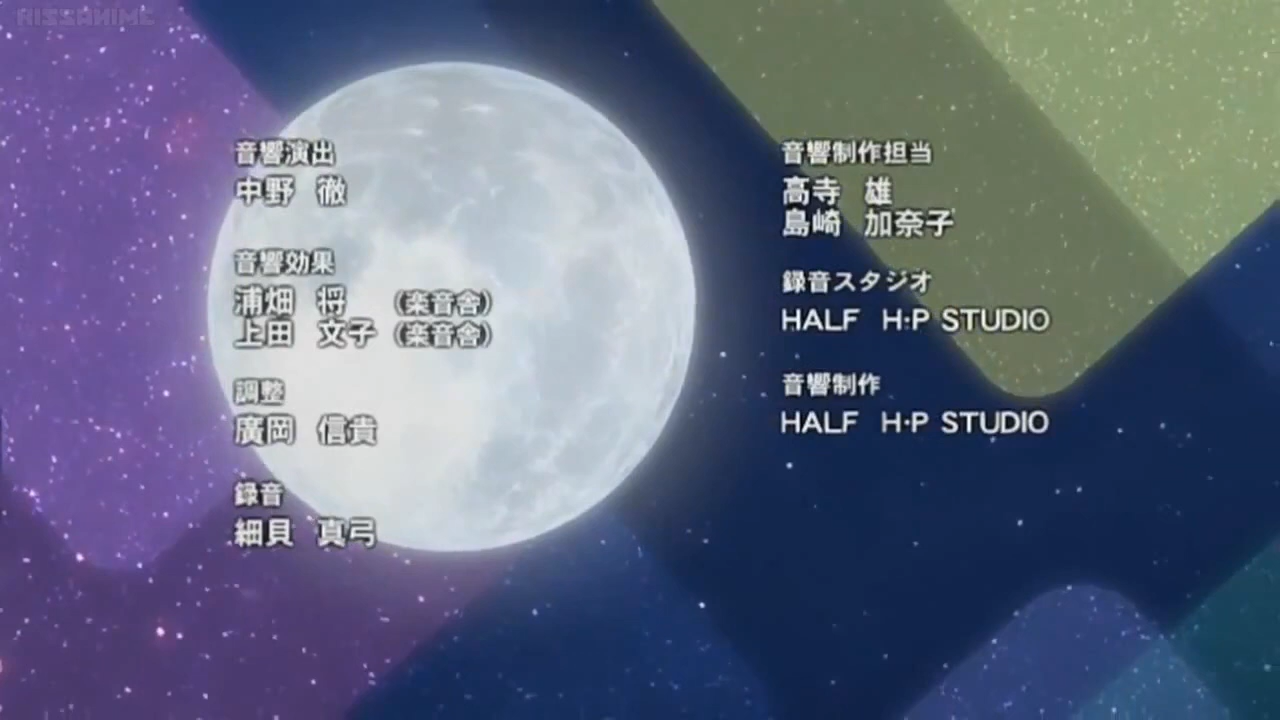 RISSANIME
音響演出
中野 徹
音響効果
浦畑 将 (楽音舎)
上田 文子 (楽音舎)
調整
廣岡 信貴
録音
細貝 真弓
音響制作担当
高寺 雄
島崎 加奈子
録音スタジオ
HALF H・P STUDIO
音響制作
HALF H・P STUDIO